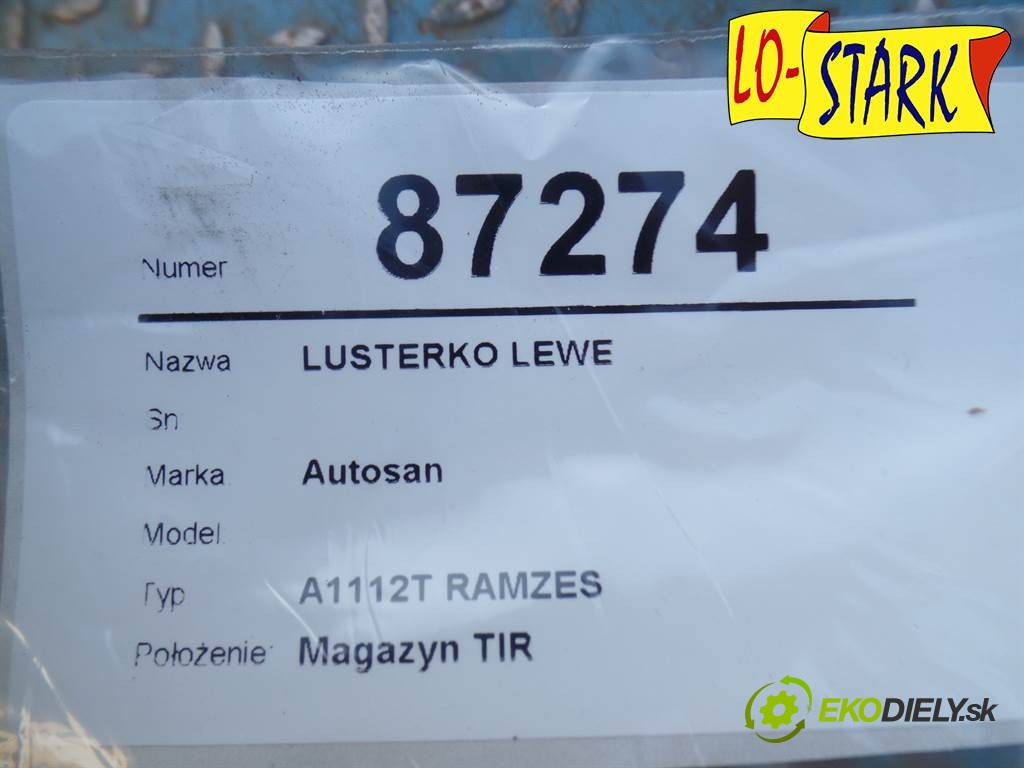 LO-STARK
Numer 87274
Nazwa LUSTERKO LEWE
Sn
Marka Autosan
Model
Typ A1112T RAMZES
Położenie Magazyn TIR
EKODIELY.sk